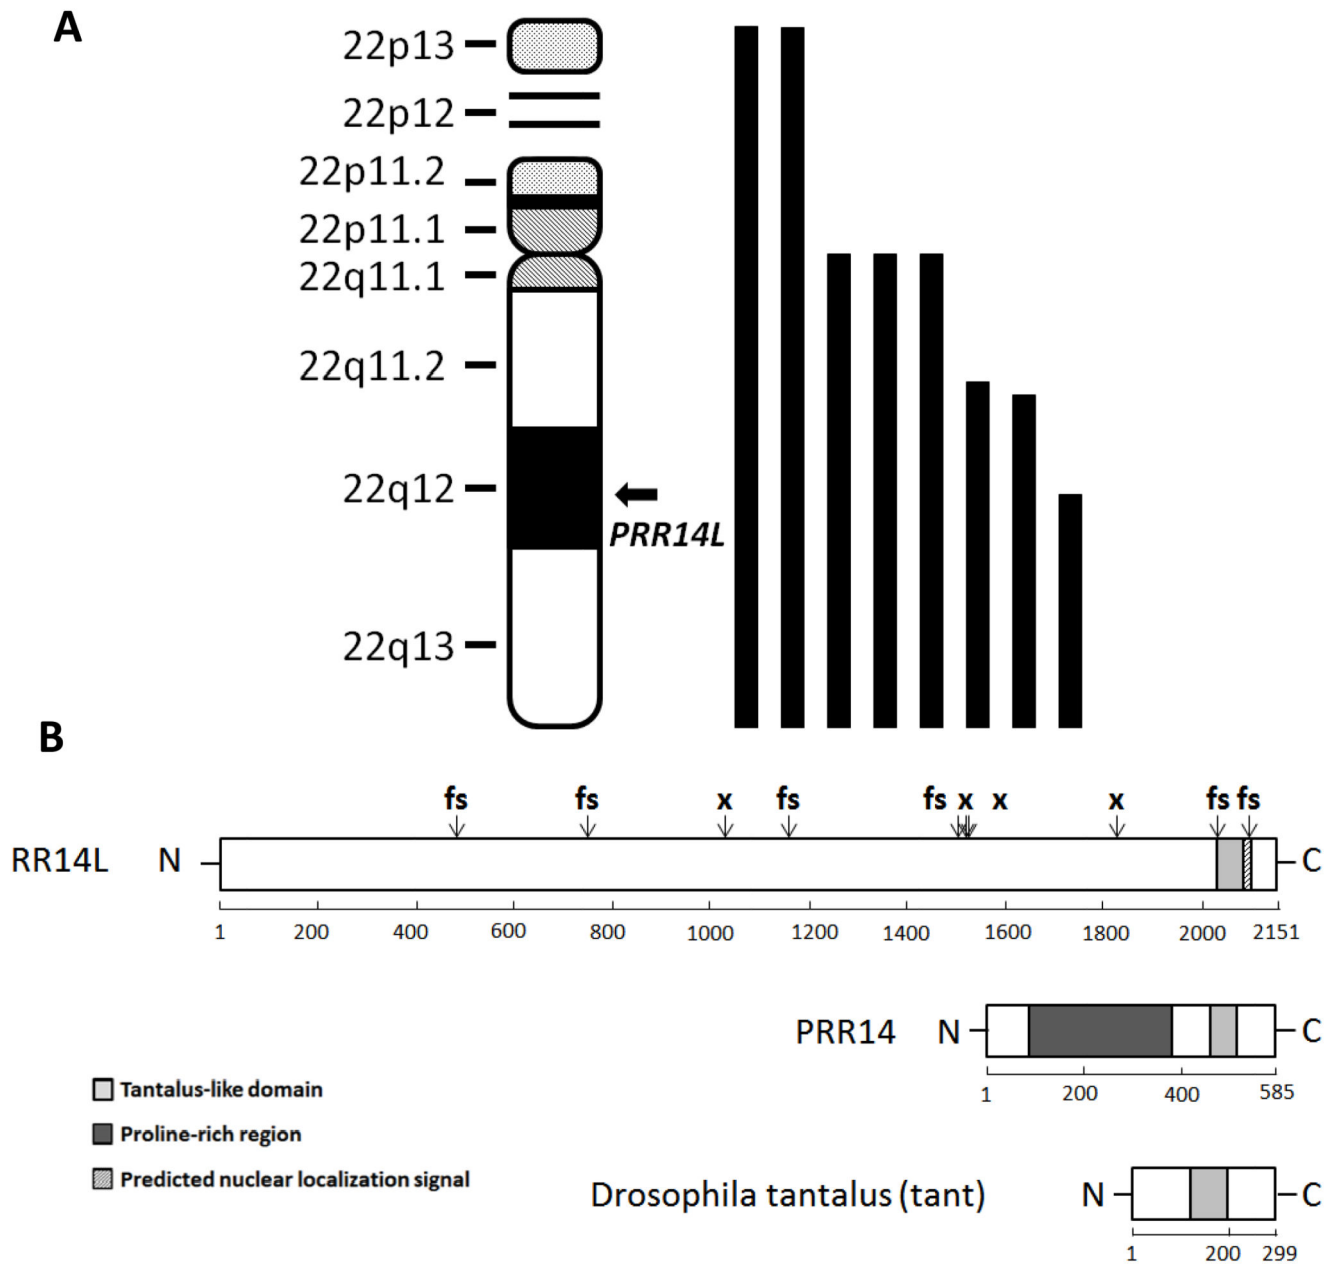 A
22p13
22p12
22p11.2
22p11.1
22q11.1
22q11.2
22q12
PRR14L
22q13
B
fs fs x fs fs x x x fs fs
RR14L N C
1 200 400 600 800 1000 1200 1400 1600 1800 2000 2151
PRR14 N C
1 200 400 585
Tantalus-like domain
Proline-rich region
Predicted nuclear localization signal
Drosophila tantalus (tant) N C
1 200 299